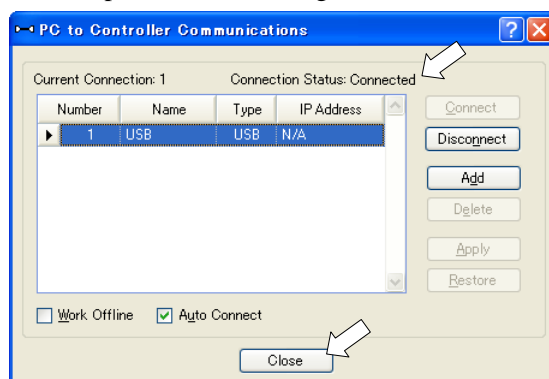 PC to Controller Communications
Current Connection: 1 Connection Status: Connected
Number Name Type IP Address
1 USB USB N/A
Connect
Disconnect
Add
Delete
Apply
Restore
Work Offline Auto Connect
Close